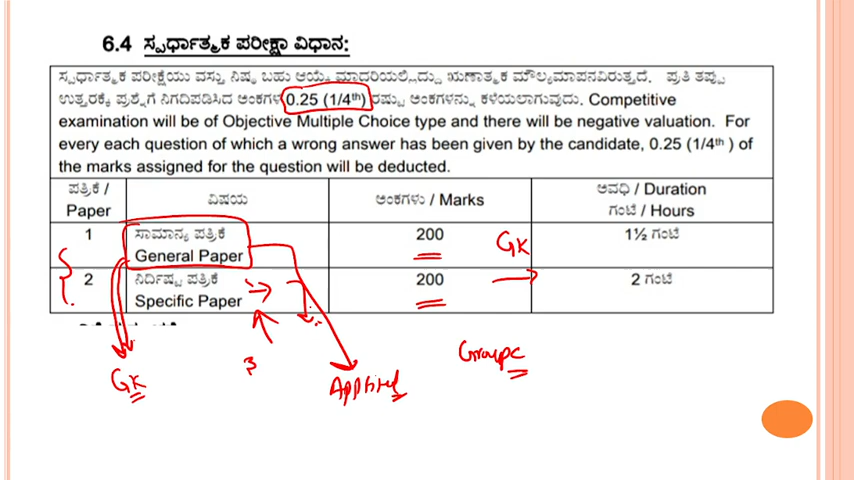 6.4 ಸ್ಪರ್ಧಾತ್ಮಕ ಪರೀಕ್ಷಾ ವಿಧಾನ:
ಸ್ಪರ್ಧಾತ್ಮಕ ಪರೀಕ್ಷೆಯು ವಸ್ತು ನಿಷ್ಠ ಬಹು ಆಯ್ಕೆ ಮಾದರಿಯಲ್ಲಿದ್ದು ಋಣಾತ್ಮಕ ಮೌಲ್ಯಮಾಪನವಿರುತ್ತದೆ. ಪ್ರತಿ ತಪ್ಪು
ಉತ್ತರಕ್ಕೆ ಪ್ರಶ್ನೆಗೆ ನಿಗದಿಪಡಿಸಿದ ಅಂಕಗಳ 0.25 (1/4th) ರಷ್ಟು ಅಂಕಗಳನ್ನು ಕಳೆಯಲಾಗುವುದು. Competitive
examination will be of Objective Multiple Choice type and there will be negative valuation. For
every each question of which a wrong answer has been given by the candidate, 0.25 (1/4th ) of
the marks assigned for the question will be deducted.
ಪತ್ರಿಕೆ / Paper ವಿಷಯ ಅಂಕಗಳು / Marks ಅವಧಿ / Duration ಗಂಟೆ / Hours
1 ಸಾಮಾನ್ಯ ಪತ್ರಿಕೆ General Paper 200 GK 1½ ಗಂಟೆ
2 ನಿರ್ದಿಷ್ಟ ಪತ್ರಿಕೆ Specific Paper 200 2 ಗಂಟೆ
Group C
GK